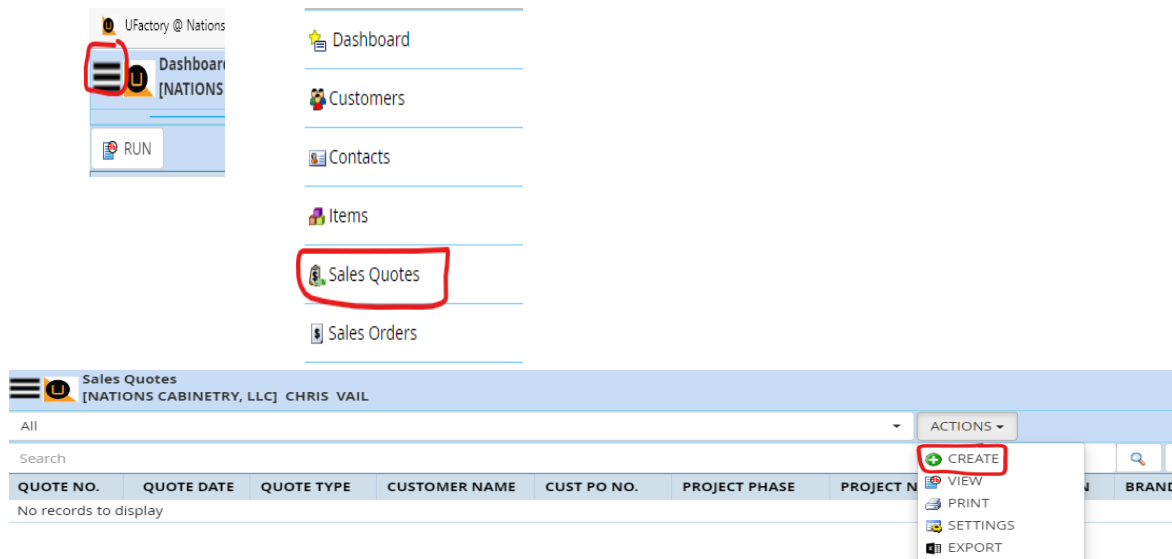 UFactory @ Nations
Dashboar
[NATIONS
RUN
Dashboard
Customers
Contacts
Items
Sales Quotes
Sales Orders
Sales Quotes
[NATIONS CABINETRY, LLC] CHRIS VAIL
All ACTIONS
Search CREATE
QUOTE NO. QUOTE DATE QUOTE TYPE CUSTOMER NAME CUST PO NO. PROJECT PHASE PROJECT N VIEW N BRAND
No records to display PRINT
SETTINGS
EXPORT